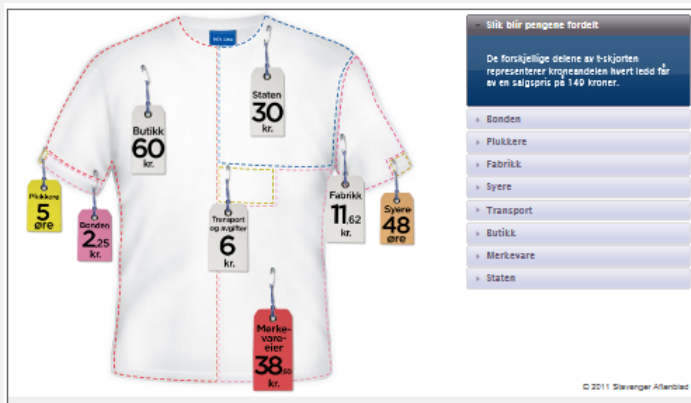 Slik blir pengene fordelt
De forskjellige delene av t-skjorten
representerer kroneandelen hvert ledd får
av en salgspris på 149 kroner.
Bonden
Plukkere
Fabrikk
Syere
Transport
Butikk
Merkevare
Staten
Staten
30
kr.
Butikk
60
kr.
Plukkere
5
øre
Bonden
2,25
kr.
Transport
og avgifter
6
kr.
Fabrikk
11,62
kr.
Syere
48
øre
Merke-
vare-
eier
38,60
kr.
© 2011 Stavanger Aftenblad